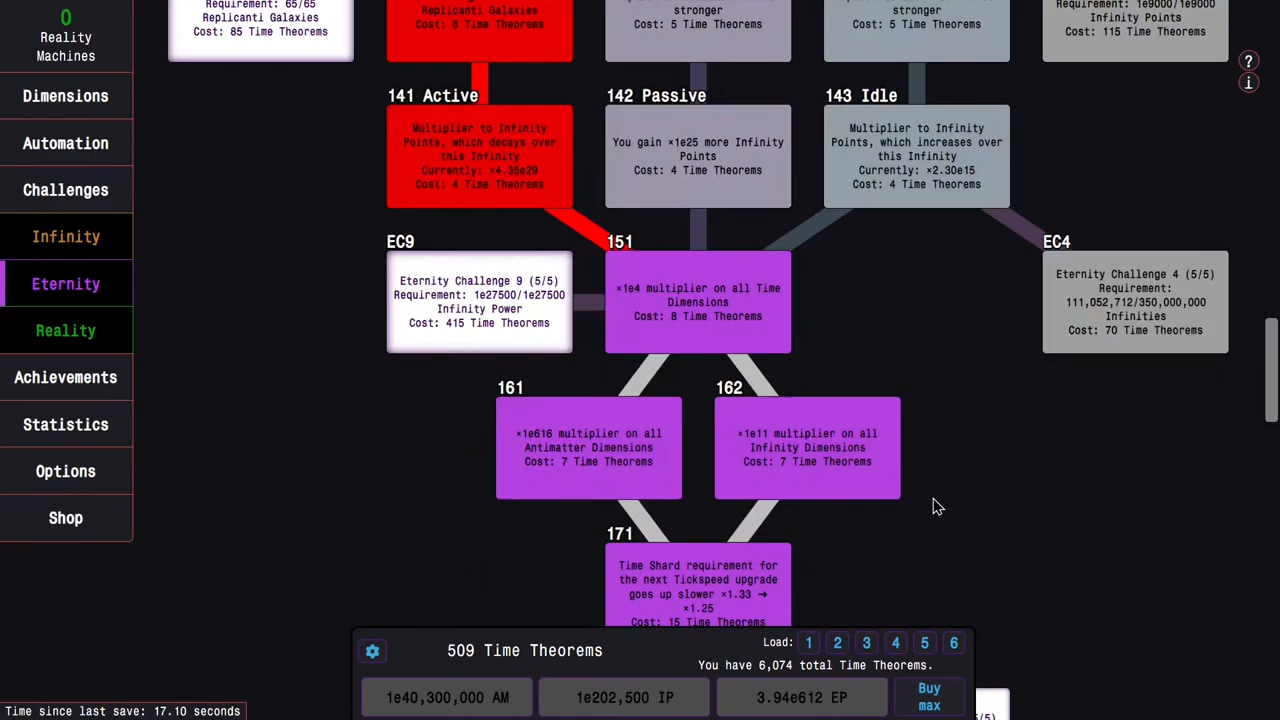 0
Reality
Machines
Dimensions
Automation
Challenges
Infinity
Eternity
Reality
Achievements
Statistics
Options
Shop
Time since last save: 17.10 seconds
Requirement: 65/65
Replicanti Galaxies
Cost: 85 Time Theorems
Replicanti Galaxies
Cost: 5 Time Theorems
stronger
Cost: 5 Time Theorems
stronger
Cost: 5 Time Theorems
Requirement: 1e9000/1e9000
Infinity Points
Cost: 115 Time Theorems
?
i
141 Active
Multiplier to Infinity
Points, which decays over
this Infinity
Currently: ×4.35e29
Cost: 4 Time Theorems
142 Passive
You gain ×1e25 more Infinity
Points
Cost: 4 Time Theorems
143 Idle
Multiplier to Infinity
Points, which increases over
this Infinity
Currently: ×2.30e15
Cost: 4 Time Theorems
EC9
Eternity Challenge 9 (5/5)
Requirement: 1e27500/1e27500
Infinity Power
Cost: 415 Time Theorems
151
×1e4 multiplier on all Time
Dimensions
Cost: 8 Time Theorems
EC4
Eternity Challenge 4 (5/5)
Requirement:
111,052,712/350,000,000
Infinities
Cost: 70 Time Theorems
161
×1e616 multiplier on all
Antimatter Dimensions
Cost: 7 Time Theorems
162
×1e11 multiplier on all
Infinity Dimensions
Cost: 7 Time Theorems
171
Time Shard requirement for
the next Tickspeed upgrade
goes up slower ×1.33 ➜
×1.25
Cost: 15 Time Theorems
509 Time Theorems
Load: 1 2 3 4 5 6
You have 6,074 total Time Theorems.
1e40,300,000 AM
1e202,500 IP
3.94e612 EP
Buy
max
5/5)